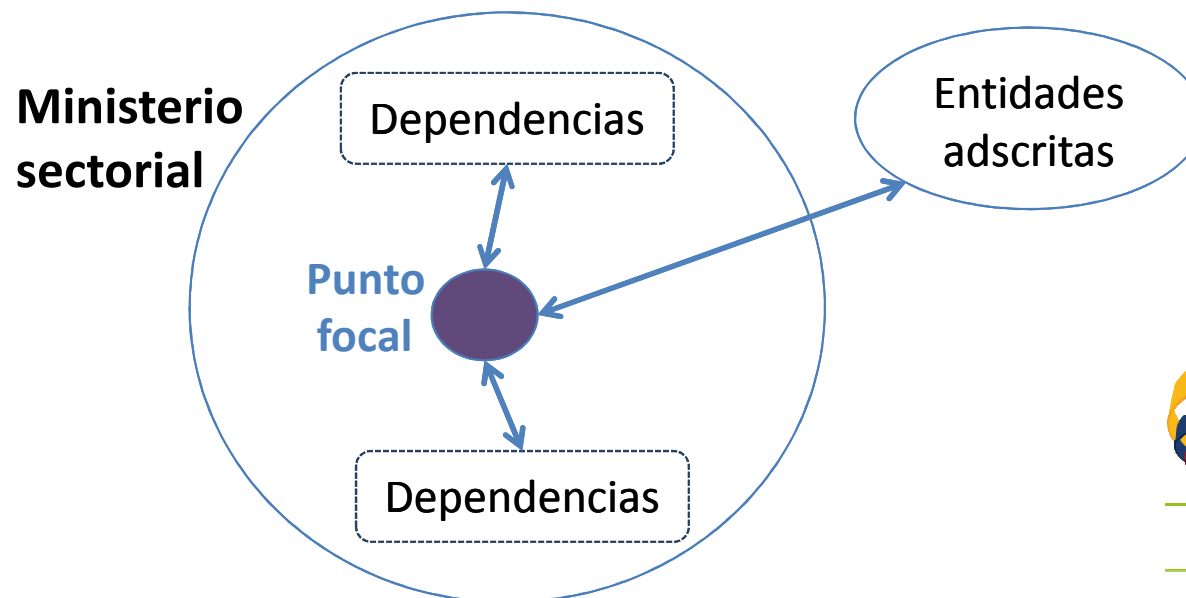 Ministerio
sectorial
Dependencias
Entidades
adscritas
Punto
focal
Dependencias